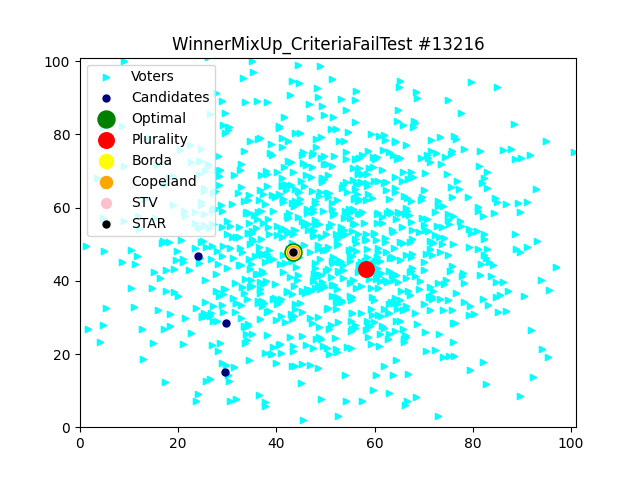 WinnerMixUp_CriteriaFailTest #13216
100
80
60
40
20
0
Voters
Candidates
Optimal
Plurality
Borda
Copeland
STV
STAR
0 20 40 60 80 100